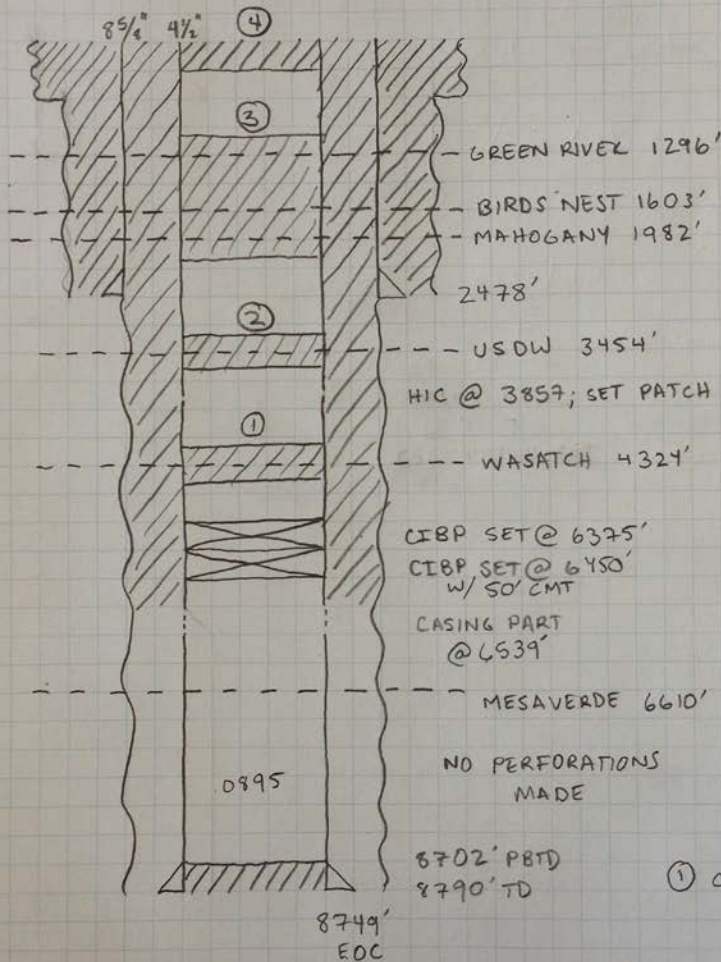 8 5/8" 4 1/2" ④
③
GREEN RIVER 1296'
BIRDS NEST 1603'
MAHOGANY 1982'
2478'
②
USDW 3454'
HIC @ 3857; SET PATCH
①
WASATCH 4324'
CIBP SET @ 6375'
CIBP SET @ 6450'
W/ 50' CMT
CASING PART
@ 6539'
MESAVERDE 6610'
NO PERFORATIONS
MADE
.0895
8702' PBTD
8790' TD
① C
8749'
EOC